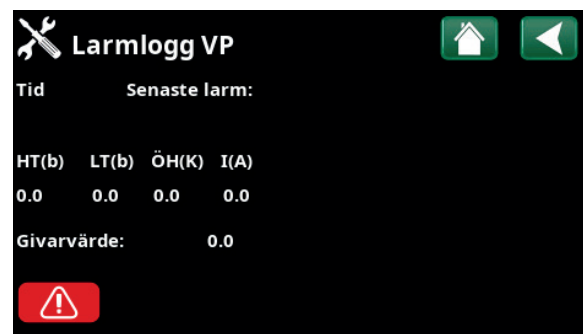 Larmlogg VP
Tid Senaste larm:
HT(b) LT(b) ÖH(K) I(A)
0.0 0.0 0.0 0.0
Givarvärde: 0.0